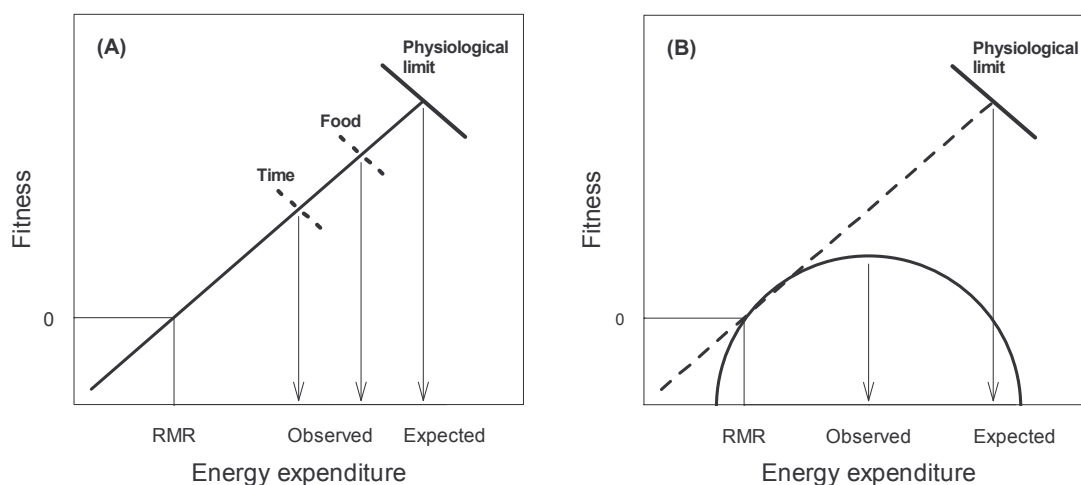 (A)
Physiological
limit
Food
Time
Fitness
0
RMR
Observed
Expected
Energy expenditure
(B)
Physiological
limit
Fitness
0
RMR
Observed
Expected
Energy expenditure